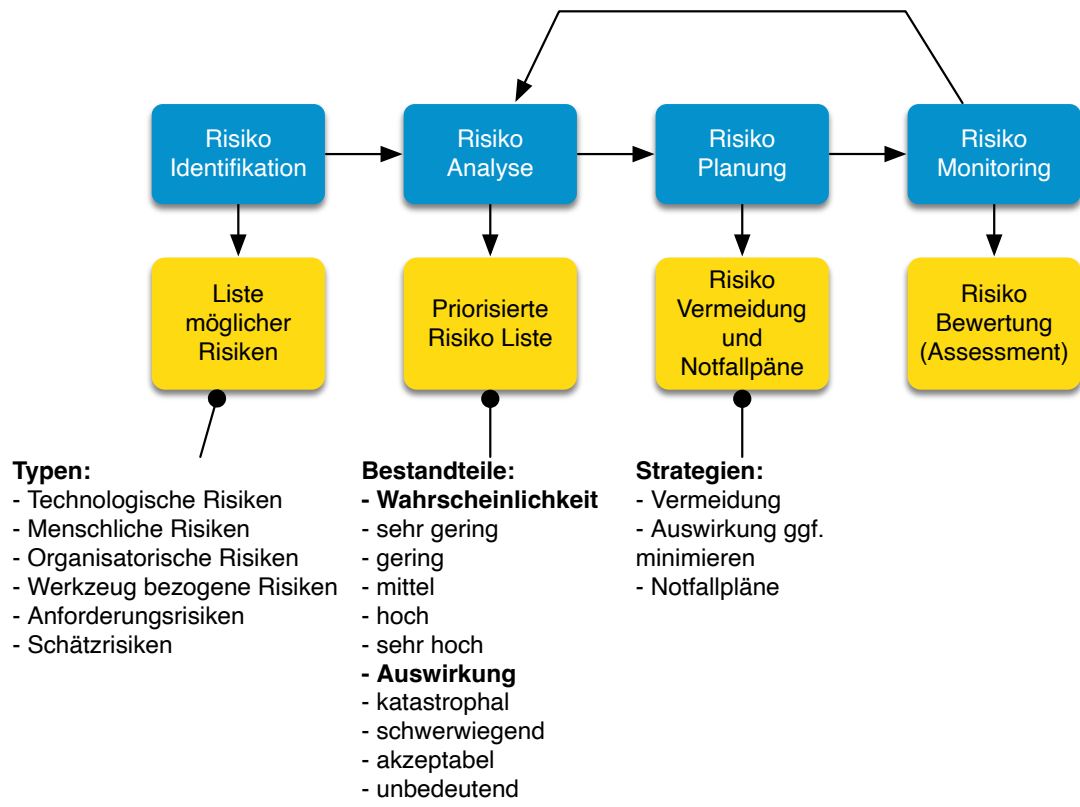 Risiko
Identifikation
Risiko
Analyse
Risiko
Planung
Risiko
Monitoring
Liste
möglicher
Risiken
Priorisierte
Risiko Liste
Risiko
Vermeidung
und
Notfallpäne
Risiko
Bewertung
(Assessment)
Typen:
- Technologische Risiken
- Menschliche Risiken
- Organisatorische Risiken
- Werkzeug bezogene Risiken
- Anforderungsrisiken
- Schätzrisiken
Bestandteile:
- Wahrscheinlichkeit
- sehr gering
- gering
- mittel
- hoch
- sehr hoch
- Auswirkung
- katastrophal
- schwerwiegend
- akzeptabel
- unbedeutend
Strategien:
- Vermeidung
- Auswirkung ggf.
minimieren
- Notfallpläne